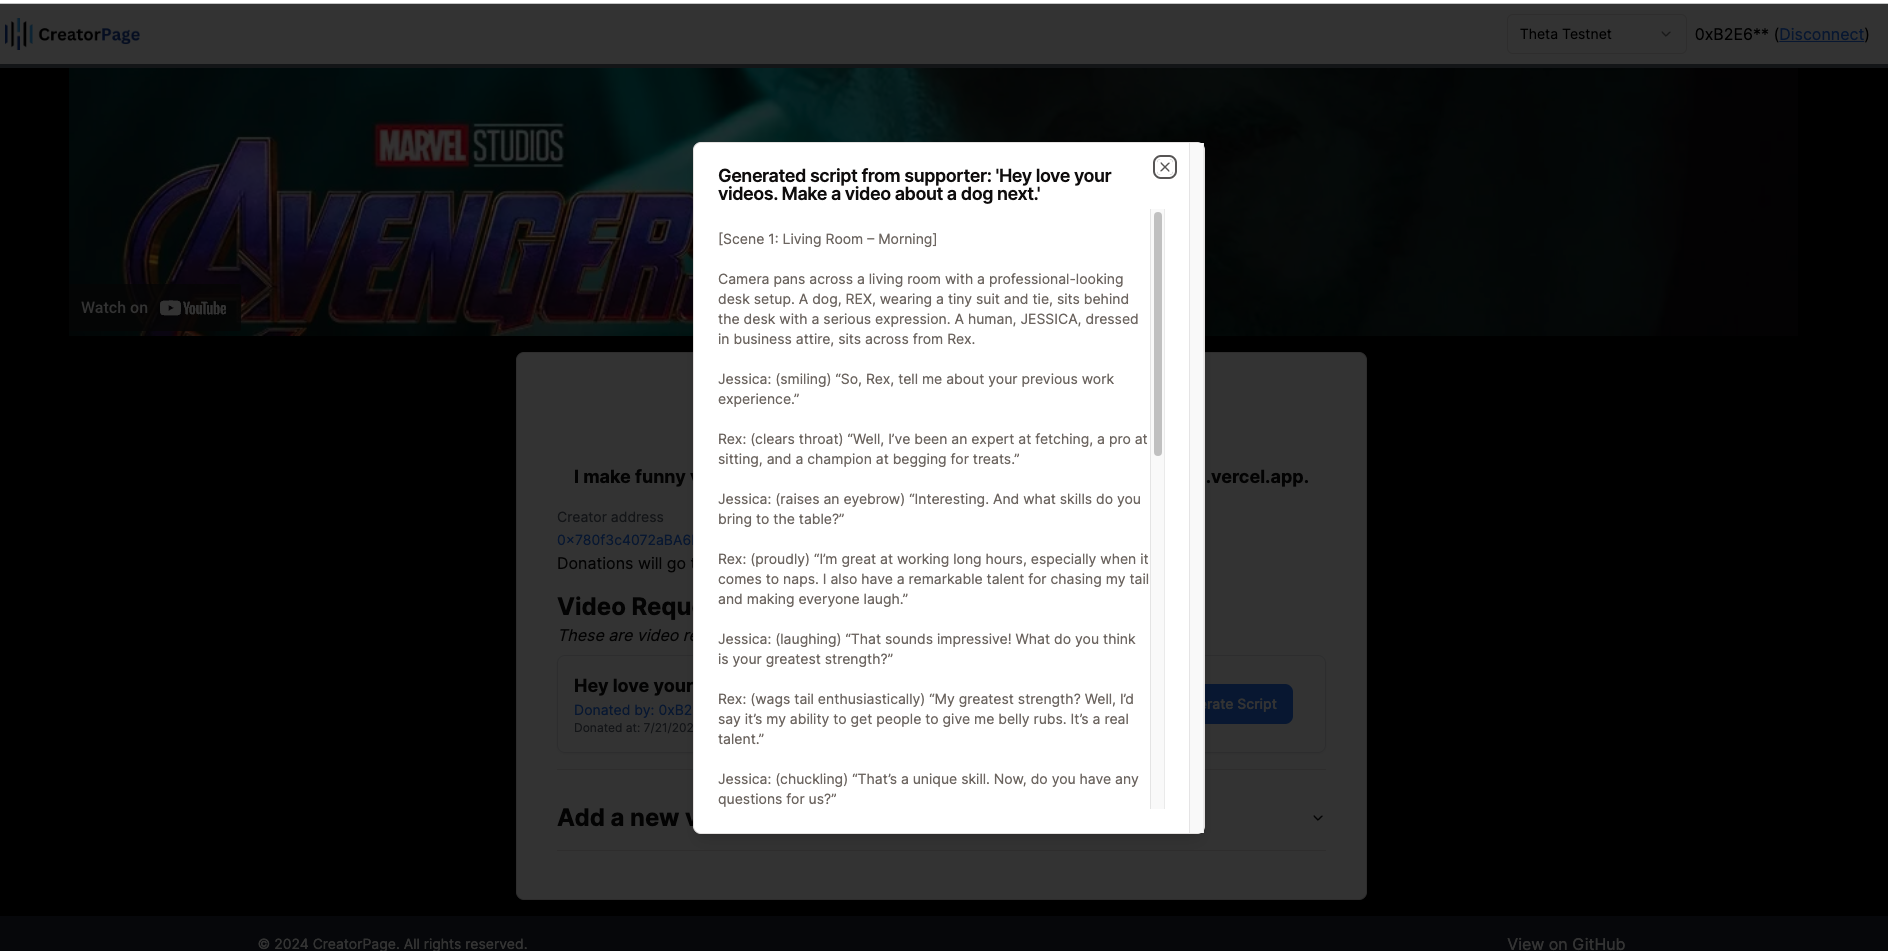 CreatorPage
Theta Testnet
0xB2E6** (Disconnect)
MARVEL STUDIOS
AVENGERS
Watch on YouTube
Generated script from supporter: 'Hey love your
videos. Make a video about a dog next.'
[Scene 1: Living Room – Morning]
Camera pans across a living room with a professional-looking
desk setup. A dog, REX, wearing a tiny suit and tie, sits behind
the desk with a serious expression. A human, JESSICA, dressed
in business attire, sits across from Rex.
Jessica: (smiling) “So, Rex, tell me about your previous work
experience.”
Rex: (clears throat) “Well, I’ve been an expert at fetching, a pro at
sitting, and a champion at begging for treats.”
Jessica: (raises an eyebrow) “Interesting. And what skills do you
bring to the table?”
Rex: (proudly) “I’m great at working long hours, especially when it
comes to naps. I also have a remarkable talent for chasing my tail
and making everyone laugh.”
Jessica: (laughing) “That sounds impressive! What do you think
is your greatest strength?”
Rex: (wags tail enthusiastically) “My greatest strength? Well, I’d
say it’s my ability to get people to give me belly rubs. It’s a real
talent.”
Jessica: (chuckling) “That’s a unique skill. Now, do you have any
questions for us?”
I make funny .vercel.app.
Creator address
0x780f3c4072aBA6
Donations will go
Video Requ
These are video re
Hey love your
Donated by: 0xB2
Donated at: 7/21/202
rate Script
Add a new
© 2024 CreatorPage. All rights reserved.
View on GitHub